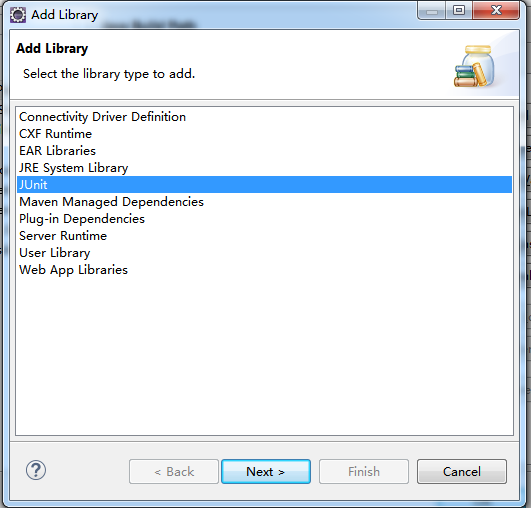 Add Library
Add Library
Select the library type to add.
Connectivity Driver Definition
CXF Runtime
EAR Libraries
JRE System Library
JUnit
Maven Managed Dependencies
Plug-in Dependencies
Server Runtime
User Library
Web App Libraries
?
< Back
Next >
Finish
Cancel